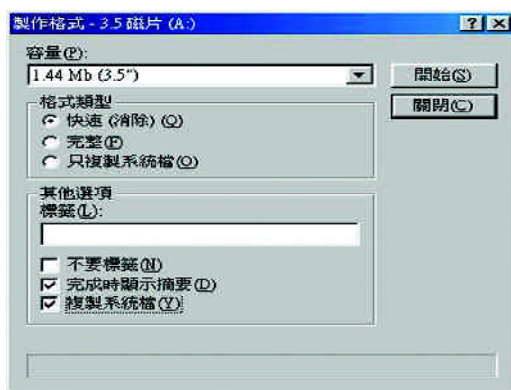 製作格式 - 3.5 磁片 (A:)
容量(P):
1.44 Mb (3.5")
開始(S)
關閉(C)
格式類型
快速 (消除) (Q)
完整(F)
只複製系統檔(O)
其他選項
標籤(L):
不要標籤(N)
完成時顯示摘要(D)
複製系統檔(Y)